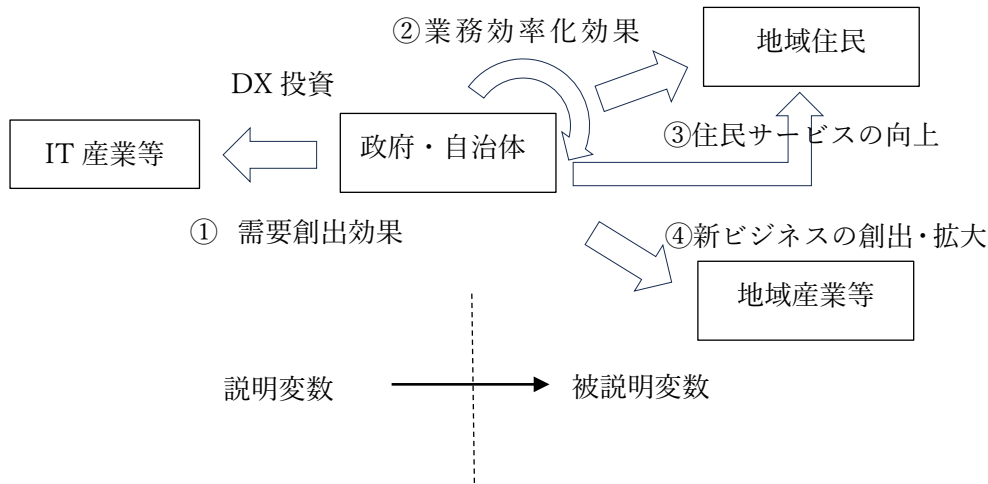 ②業務効率化効果
地域住民
DX 投資
政府・自治体
③住民サービスの向上
IT 産業等
① 需要創出効果
④新ビジネスの創出・拡大
地域産業等
説明変数
被説明変数